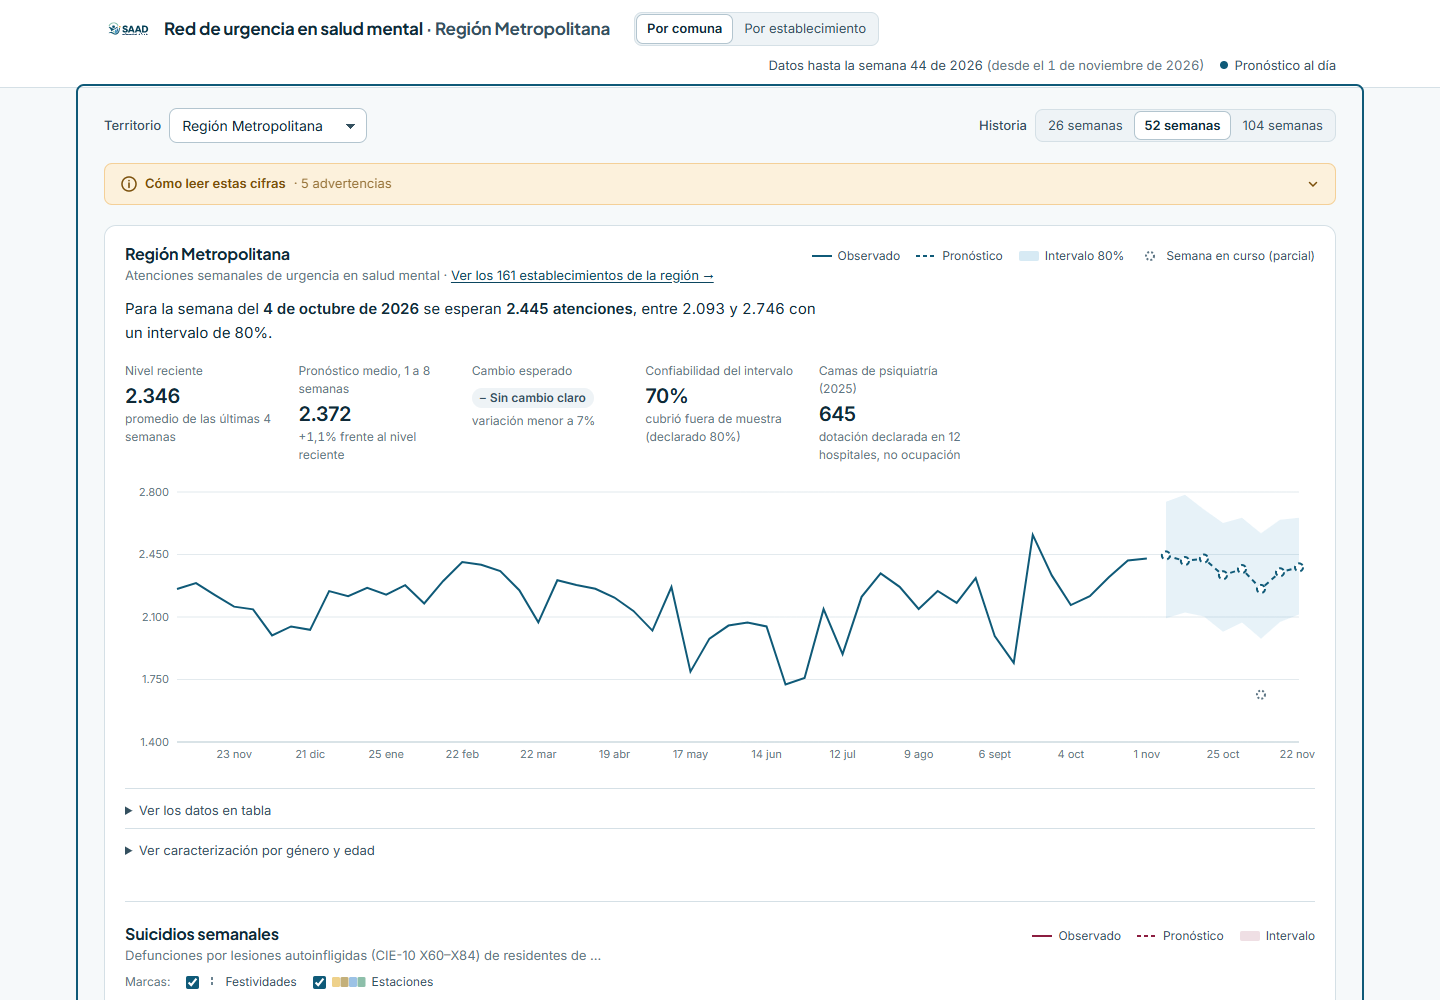 SAAD
Red de urgencia en salud mental · Región Metropolitana
Por comuna
Por establecimiento
Datos hasta la semana 44 de 2026 (desde el 1 de noviembre de 2026)
Pronóstico al día
Territorio
Región Metropolitana
Historia
26 semanas
52 semanas
104 semanas
Cómo leer estas cifras · 5 advertencias
Región Metropolitana
Observado
Pronóstico
Intervalo 80%
Semana en curso (parcial)
Atenciones semanales de urgencia en salud mental · Ver los 161 establecimientos de la región →
Para la semana del 4 de octubre de 2026 se esperan 2.445 atenciones, entre 2.093 y 2.746 con
un intervalo de 80%.
Nivel reciente
2.346
promedio de las últimas 4
semanas
Pronóstico medio, 1 a 8
semanas
2.372
+1,1% frente al nivel
reciente
Cambio esperado
– Sin cambio claro
variación menor a 7%
Confiabilidad del intervalo
70%
cubrió fuera de muestra
(declarado 80%)
Camas de psiquiatría
(2025)
645
dotación declarada en 12
hospitales, no ocupación
2.800
2.450
2.100
1.750
1.400
23 nov
21 dic
25 ene
22 feb
22 mar
19 abr
17 may
14 jun
12 jul
9 ago
6 sept
4 oct
1 nov
25 oct
22 nov
Ver los datos en tabla
Ver caracterización por género y edad
Suicidios semanales
Observado
Pronóstico
Intervalo
Defunciones por lesiones autoinfligidas (CIE-10 X60–X84) de residentes de ...
Marcas:
Festividades
Estaciones